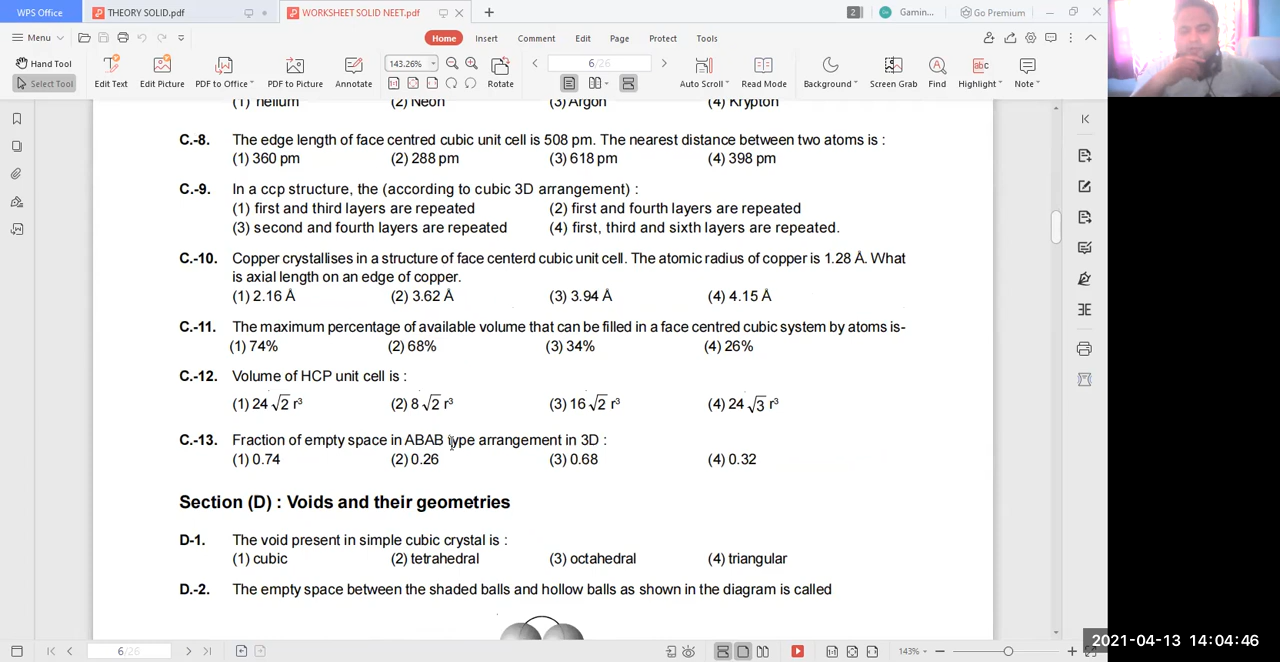 WPS Office
THEORY SOLID.pdf
WORKSHEET SOLID NEET.pdf
2
Gamin...
Go Premium
Menu
Home
Insert
Comment
Edit
Page
Protect
Tools
Hand Tool
Select Tool
Edit Text
Edit Picture
PDF to Office
PDF to Picture
Annotate
143.26%
Rotate
6/26
Auto Scroll
Read Mode
Background
Screen Grab
Find
Highlight
Note
(1) helium (2) Neon (3) Argon (4) Krypton
C.-8. The edge length of face centred cubic unit cell is 508 pm. The nearest distance between two atoms is :
(1) 360 pm (2) 288 pm (3) 618 pm (4) 398 pm
C.-9. In a ccp structure, the (according to cubic 3D arrangement) :
(1) first and third layers are repeated (2) first and fourth layers are repeated
(3) second and fourth layers are repeated (4) first, third and sixth layers are repeated.
C.-10. Copper crystallises in a structure of face centerd cubic unit cell. The atomic radius of copper is 1.28 Å. What
is axial length on an edge of copper.
(1) 2.16 Å (2) 3.62 Å (3) 3.94 Å (4) 4.15 Å
C.-11. The maximum percentage of available volume that can be filled in a face centred cubic system by atoms is-
(1) 74% (2) 68% (3) 34% (4) 26%
C.-12. Volume of HCP unit cell is :
(1) 24 √2 r³ (2) 8 √2 r³ (3) 16 √2 r³ (4) 24 √3 r³
C.-13. Fraction of empty space in ABAB type arrangement in 3D :
(1) 0.74 (2) 0.26 (3) 0.68 (4) 0.32
Section (D) : Voids and their geometries
D-1. The void present in simple cubic crystal is :
(1) cubic (2) tetrahedral (3) octahedral (4) triangular
D.-2. The empty space between the shaded balls and hollow balls as shown in the diagram is called
6/26
143%
2021-04-13 14:04:46